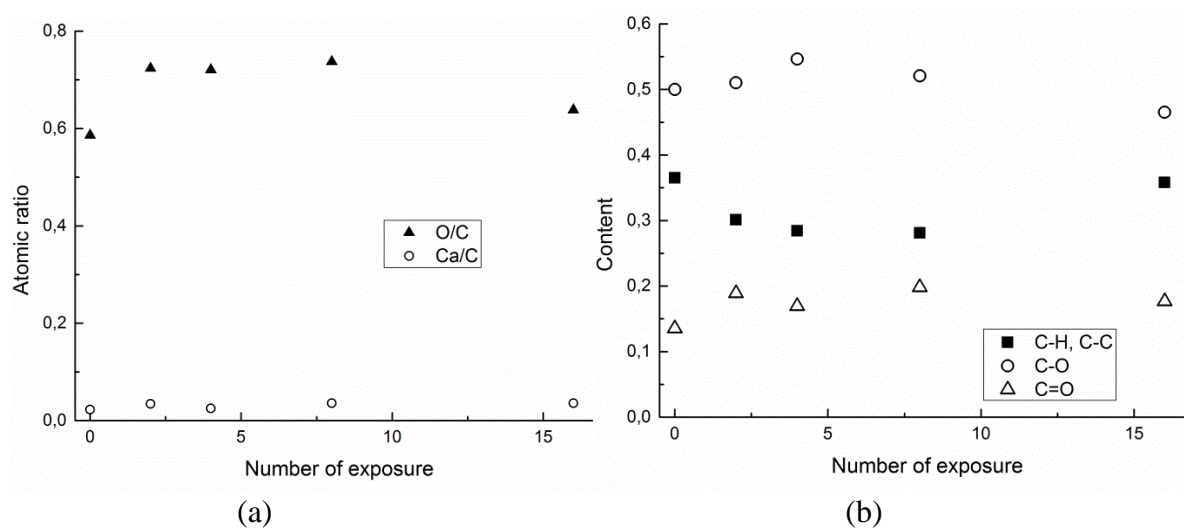 0,8
0,6
0,4
0,2
0,0
Atomic ratio
O/C
Ca/C
0
5
10
15
Number of exposure
(a)
0,6
0,5
0,4
0,3
0,2
0,1
0,0
Content
C-H, C-C
C-O
C=O
0
5
10
15
Number of exposure
(b)